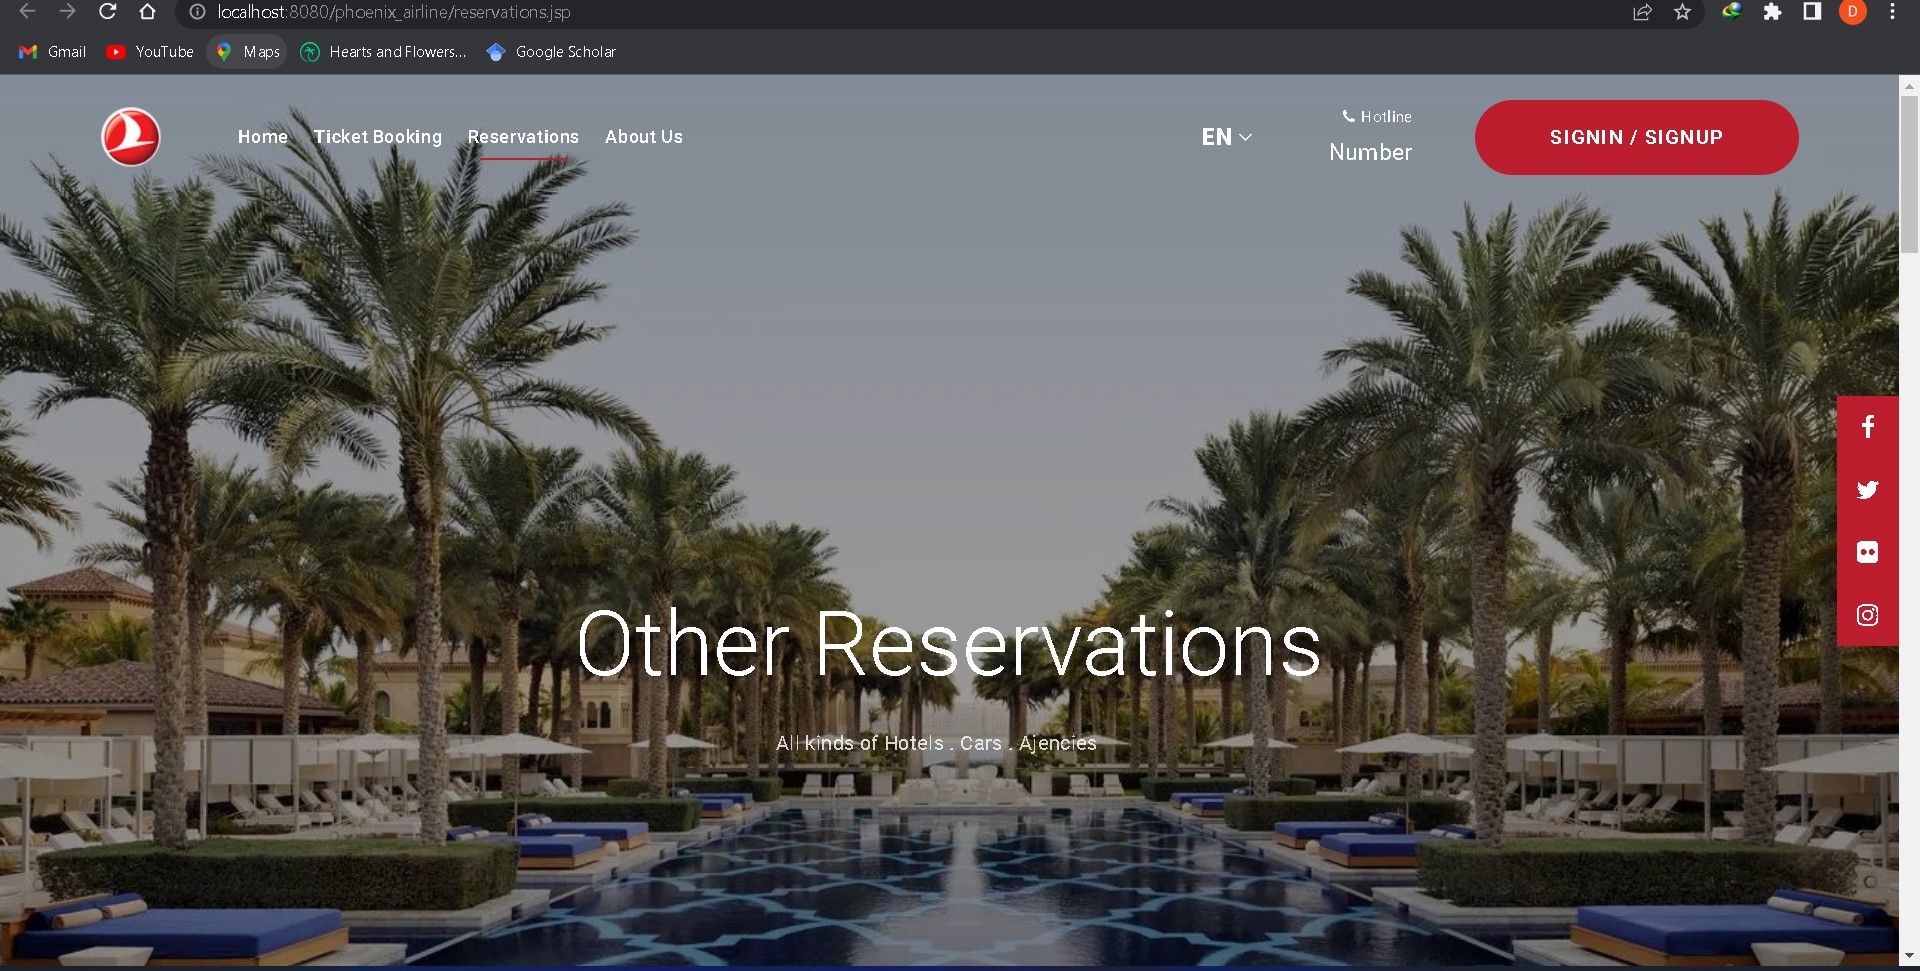 localhost:8080/phoenix_airline/reservations.jsp
D
Gmail
YouTube
Maps
Hearts and Flowers...
Google Scholar
Home
Ticket Booking
Reservations
About Us
EN
Hotline
Number
SIGNIN / SIGNUP
Other Reservations
All kinds of Hotels . Cars . Ajencies